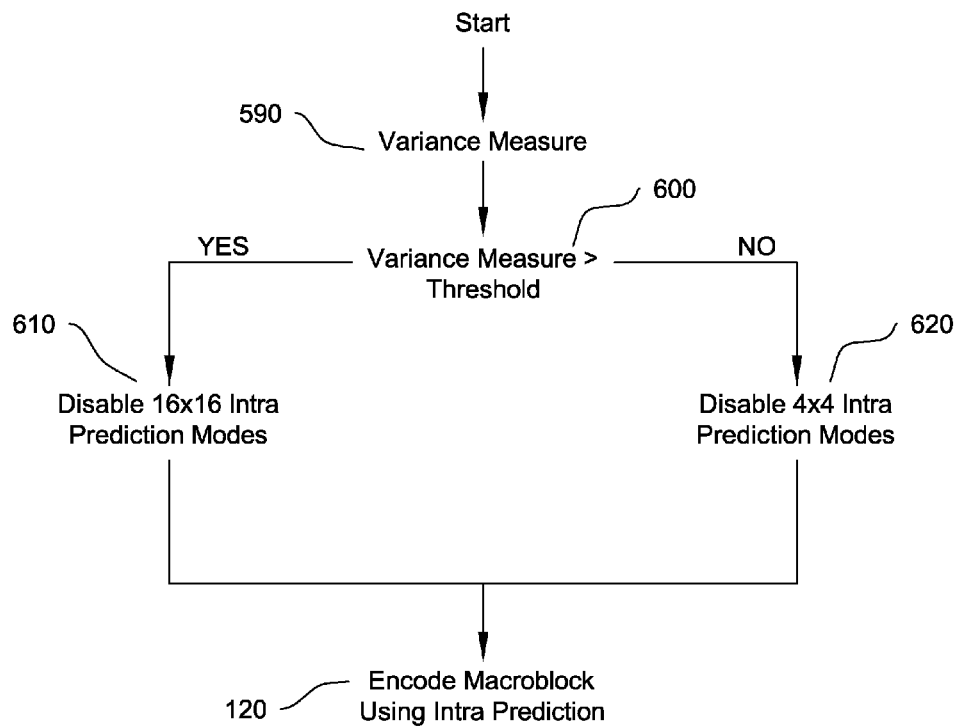 Start
590
Variance Measure
600
YES
Variance Measure >
Threshold
NO
610
620
Disable 16x16 Intra
Prediction Modes
Disable 4x4 Intra
Prediction Modes
Encode Macroblock
120
Using Intra Prediction